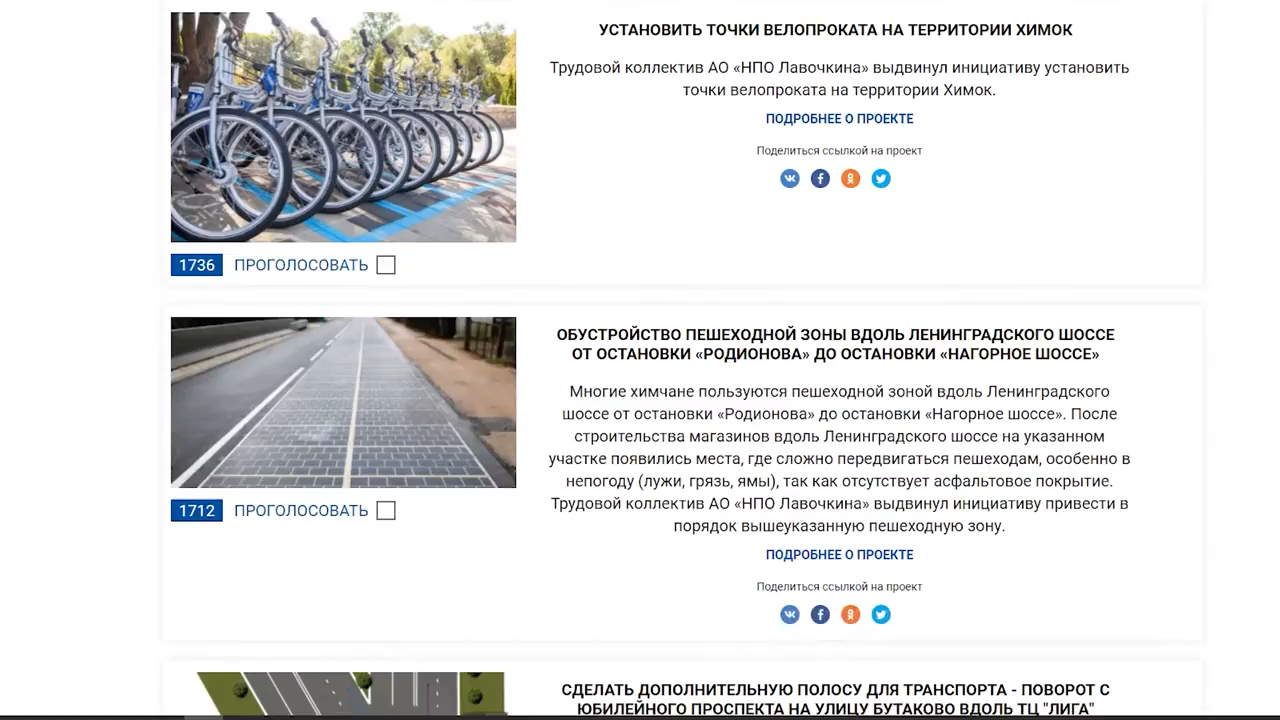 УСТАНОВИТЬ ТОЧКИ ВЕЛОПРОКАТА НА ТЕРРИТОРИИ ХИМОК
Трудовой коллектив АО «НПО Лавочкина» выдвинул инициативу установить
точки велопроката на территории Химок.
ПОДРОБНЕЕ О ПРОЕКТЕ
Поделиться ссылкой на проект
1736 ПРОГОЛОСОВАТЬ
ОБУСТРОЙСТВО ПЕШЕХОДНОЙ ЗОНЫ ВДОЛЬ ЛЕНИНГРАДСКОГО ШОССЕ
ОТ ОСТАНОВКИ «РОДИОНОВА» ДО ОСТАНОВКИ «НАГОРНОЕ ШОССЕ»
Многие химчане пользуются пешеходной зоной вдоль Ленинградского
шоссе от остановки «Родионова» до остановки «Нагорное шоссе». После
строительства магазинов вдоль Ленинградского шоссе на указанном
участке появились места, где сложно передвигаться пешеходам, особенно в
непогоду (лужи, грязь, ямы), так как отсутствует асфальтовое покрытие.
Трудовой коллектив АО «НПО Лавочкина» выдвинул инициативу привести в
порядок вышеуказанную пешеходную зону.
1712 ПРОГОЛОСОВАТЬ
ПОДРОБНЕЕ О ПРОЕКТЕ
Поделиться ссылкой на проект
СДЕЛАТЬ ДОПОЛНИТЕЛЬНУЮ ПОЛОСУ ДЛЯ ТРАНСПОРТА - ПОВОРОТ С
ЮБИЛЕЙНОГО ПРОСПЕКТА НА УЛИЦУ БУТАКОВО ВДОЛЬ ТЦ "ЛИГА"